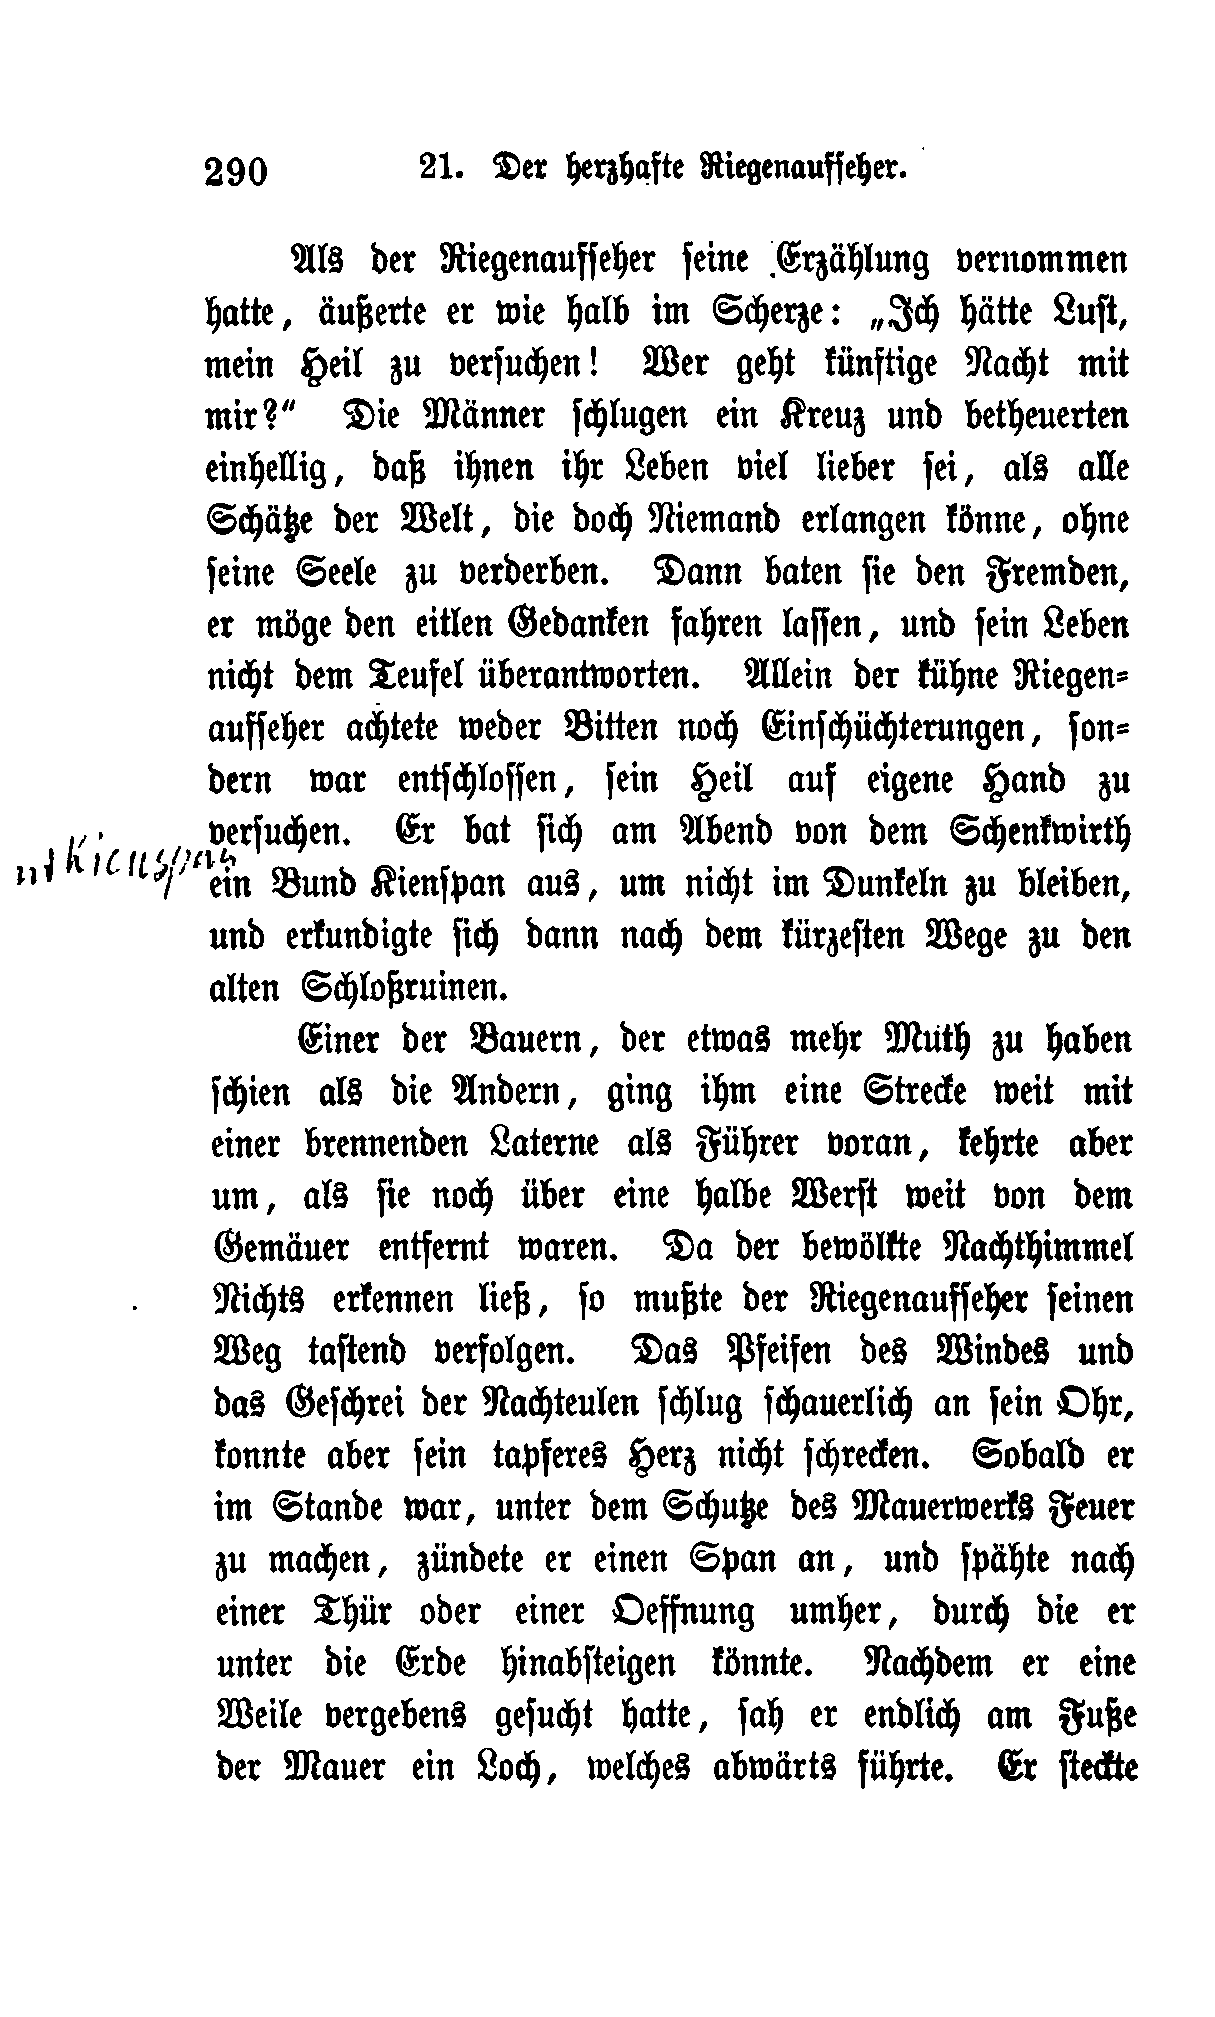 290 21. Der herzhafte Riegenaufseher.
Als der Riegenaufseher seine Erzählung vernommen
hatte, äußerte er wie halb im Scherze: „Ich hätte Lust,
mein Heil zu versuchen! Wer geht künftige Nacht mit
mir?“ Die Männer schlugen ein Kreuz und betheuerten
einhellig, daß ihnen ihr Leben viel lieber sei, als alle
Schätze der Welt, die doch Niemand erlangen könne, ohne
seine Seele zu verderben. Dann baten sie den Fremden,
er möge den eitlen Gedanken fahren lassen, und sein Leben
nicht dem Teufel überantworten. Allein der kühne Riegen-
aufseher achtete weder Bitten noch Einschüchterungen, son-
dern war entschlossen, sein Heil auf eigene Hand zu
versuchen. Er bat sich am Abend von dem Schenkwirth
Kienspan
ein Bund Kienspan aus, um nicht im Dunkeln zu bleiben,
und erkundigte sich dann nach dem kürzesten Wege zu den
alten Schloßruinen.
Einer der Bauern, der etwas mehr Muth zu haben
schien als die Andern, ging ihm eine Strecke weit mit
einer brennenden Laterne als Führer voran, kehrte aber
um, als sie noch über eine halbe Werst weit von dem
Gemäuer entfernt waren. Da der bewölkte Nachthimmel
Nichts erkennen ließ, so mußte der Riegenaufseher seinen
Weg tastend verfolgen. Das Pfeifen des Windes und
das Geschrei der Nachteulen schlug schauerlich an sein Ohr,
konnte aber sein tapferes Herz nicht schrecken. Sobald er
im Stande war, unter dem Schutze des Mauerwerks Feuer
zu machen, zündete er einen Span an, und spähte nach
einer Thür oder einer Oeffnung umher, durch die er
unter die Erde hinabsteigen könnte. Nachdem er eine
Weile vergebens gesucht hatte, sah er endlich am Fuße
der Mauer ein Loch, welches abwärts führte. Er steckte